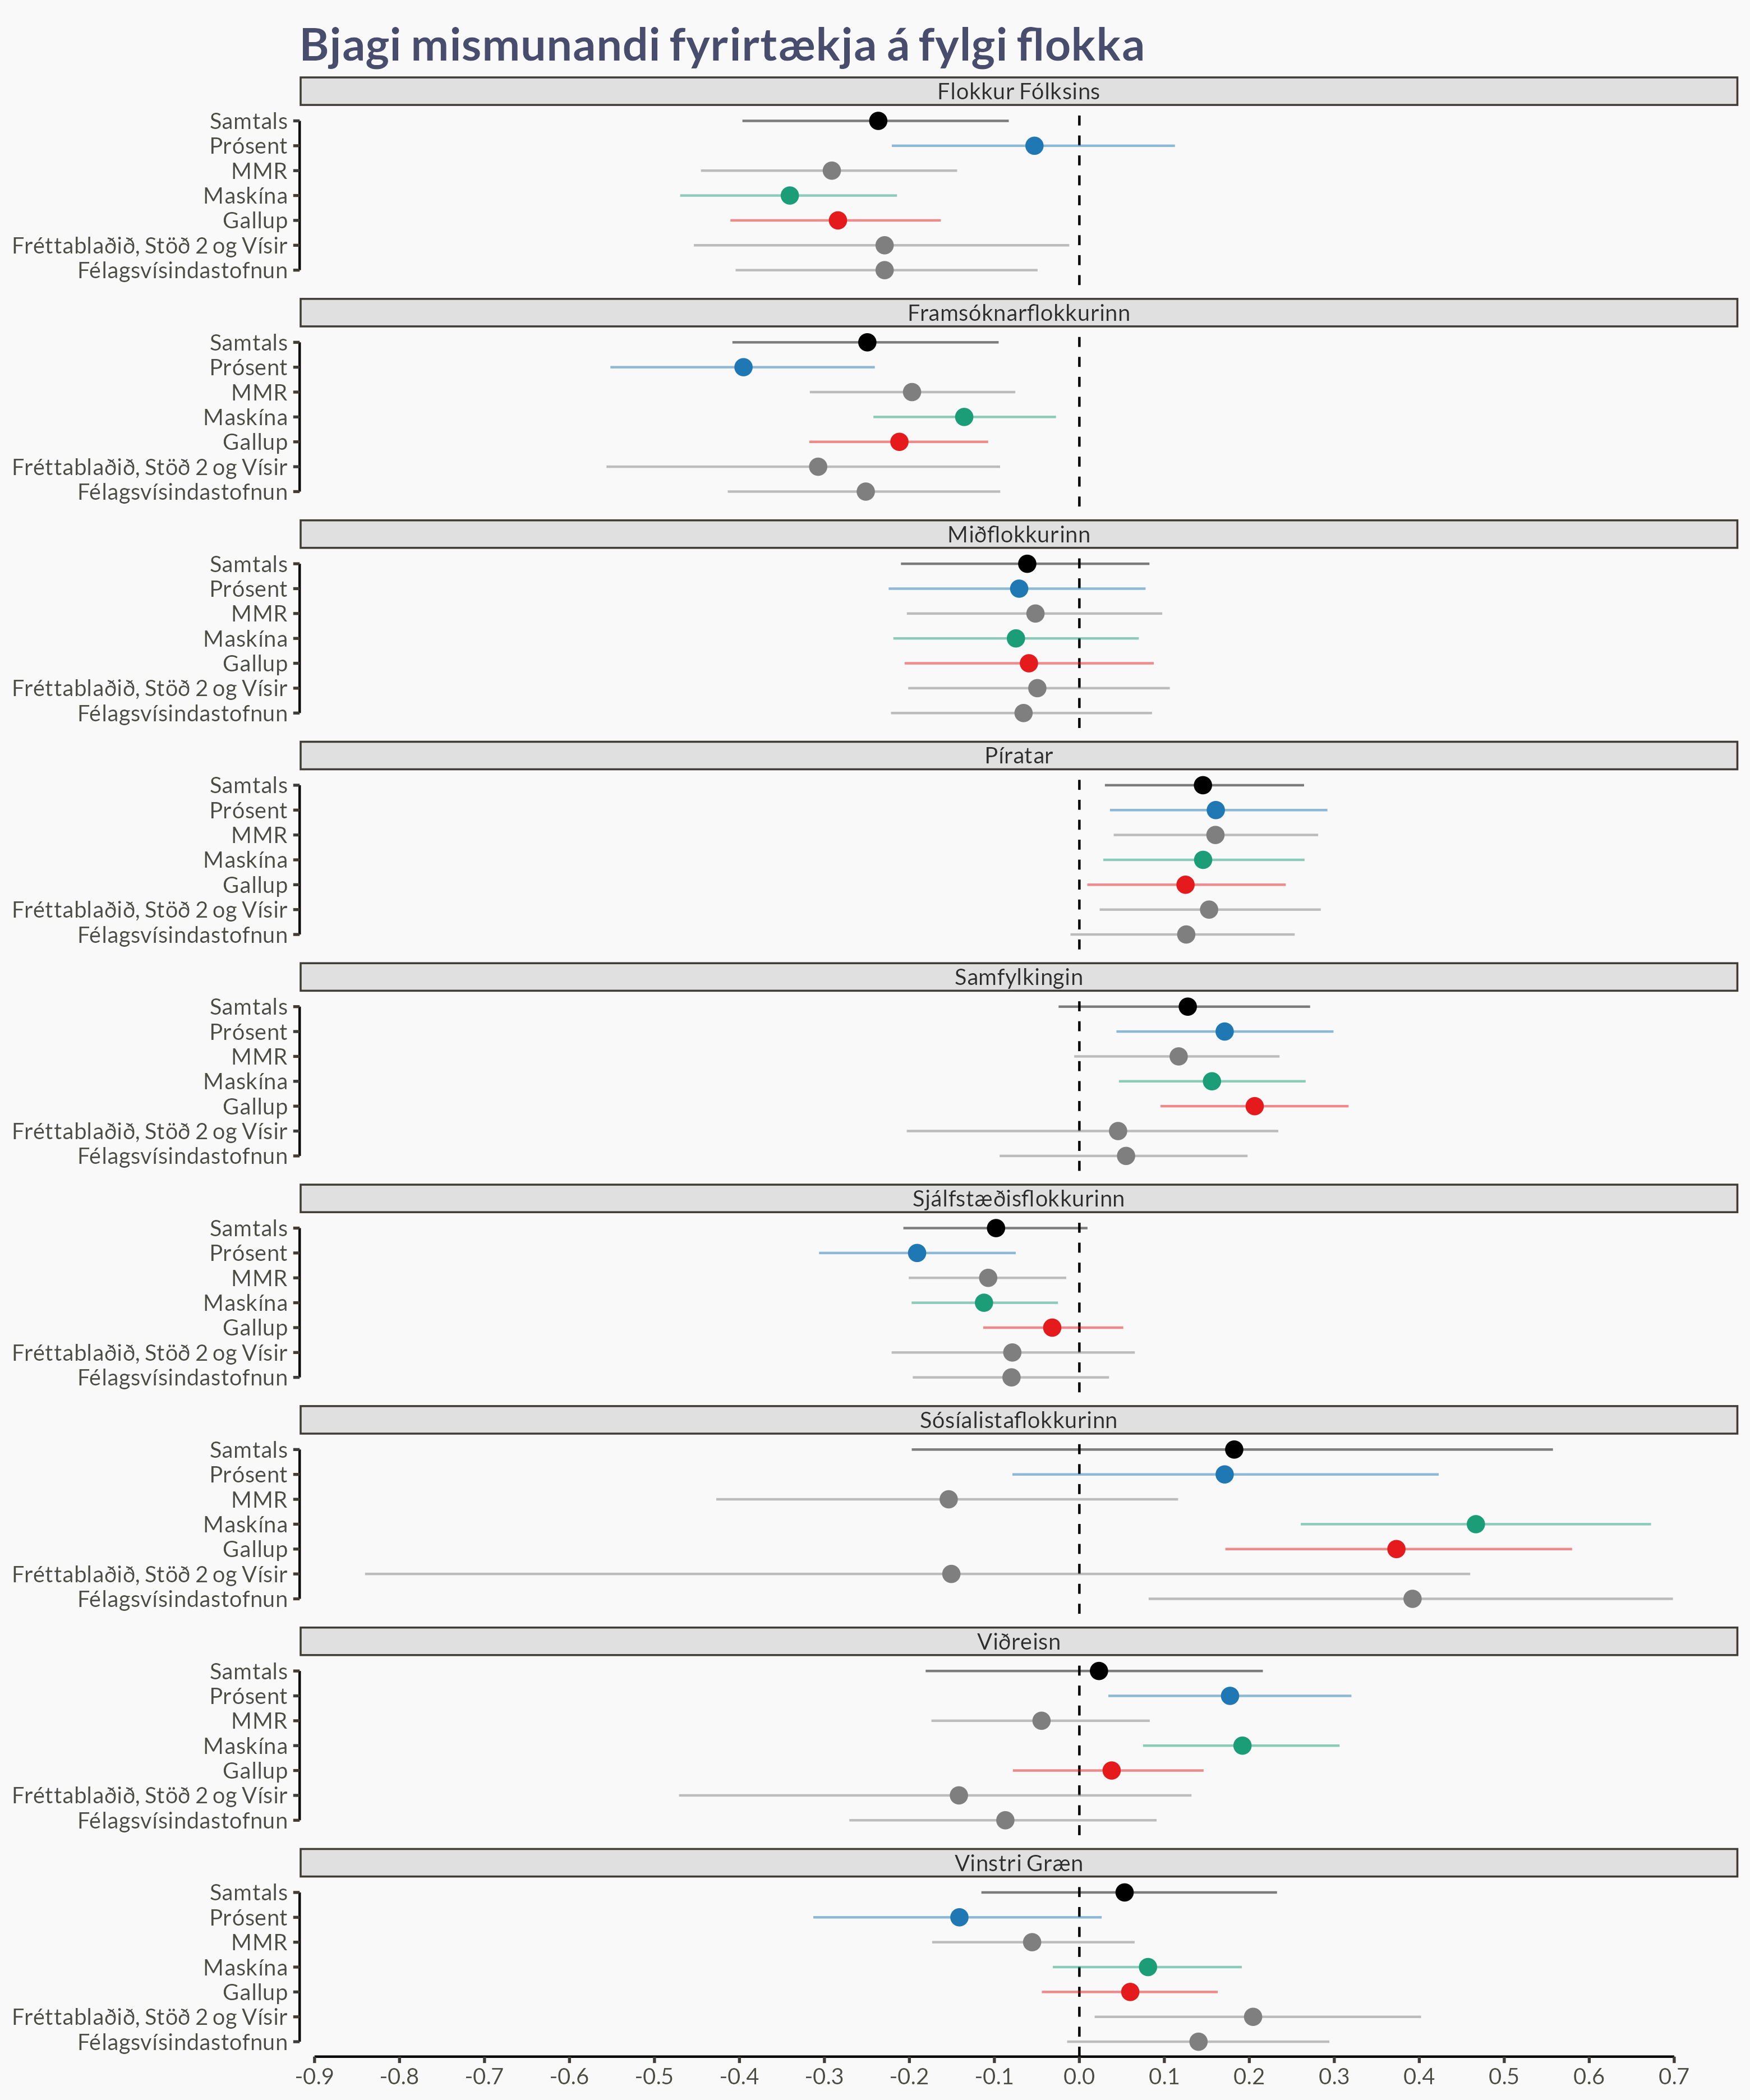 Bjagi mismunandi fyrirtækja á fylgi flokka
Flokkur Fólksins
Samtals
Prósent
MMR
Maskína
Gallup
Fréttablaðið, Stöð 2 og Vísir
Félagsvísindastofnun
Framsóknarflokkurinn
Samtals
Prósent
MMR
Maskína
Gallup
Fréttablaðið, Stöð 2 og Vísir
Félagsvísindastofnun
Miðflokkurinn
Samtals
Prósent
MMR
Maskína
Gallup
Fréttablaðið, Stöð 2 og Vísir
Félagsvísindastofnun
Píratar
Samtals
Prósent
MMR
Maskína
Gallup
Fréttablaðið, Stöð 2 og Vísir
Félagsvísindastofnun
Samfylkingin
Samtals
Prósent
MMR
Maskína
Gallup
Fréttablaðið, Stöð 2 og Vísir
Félagsvísindastofnun
Sjálfstæðisflokkurinn
Samtals
Prósent
MMR
Maskína
Gallup
Fréttablaðið, Stöð 2 og Vísir
Félagsvísindastofnun
Sósíalistaflokkurinn
Samtals
Prósent
MMR
Maskína
Gallup
Fréttablaðið, Stöð 2 og Vísir
Félagsvísindastofnun
Viðreisn
Samtals
Prósent
MMR
Maskína
Gallup
Fréttablaðið, Stöð 2 og Vísir
Félagsvísindastofnun
Vinstri Græn
Samtals
Prósent
MMR
Maskína
Gallup
Fréttablaðið, Stöð 2 og Vísir
Félagsvísindastofnun
-0.9 -0.8 -0.7 -0.6 -0.5 -0.4 -0.3 -0.2 -0.1 0.0 0.1 0.2 0.3 0.4 0.5 0.6 0.7